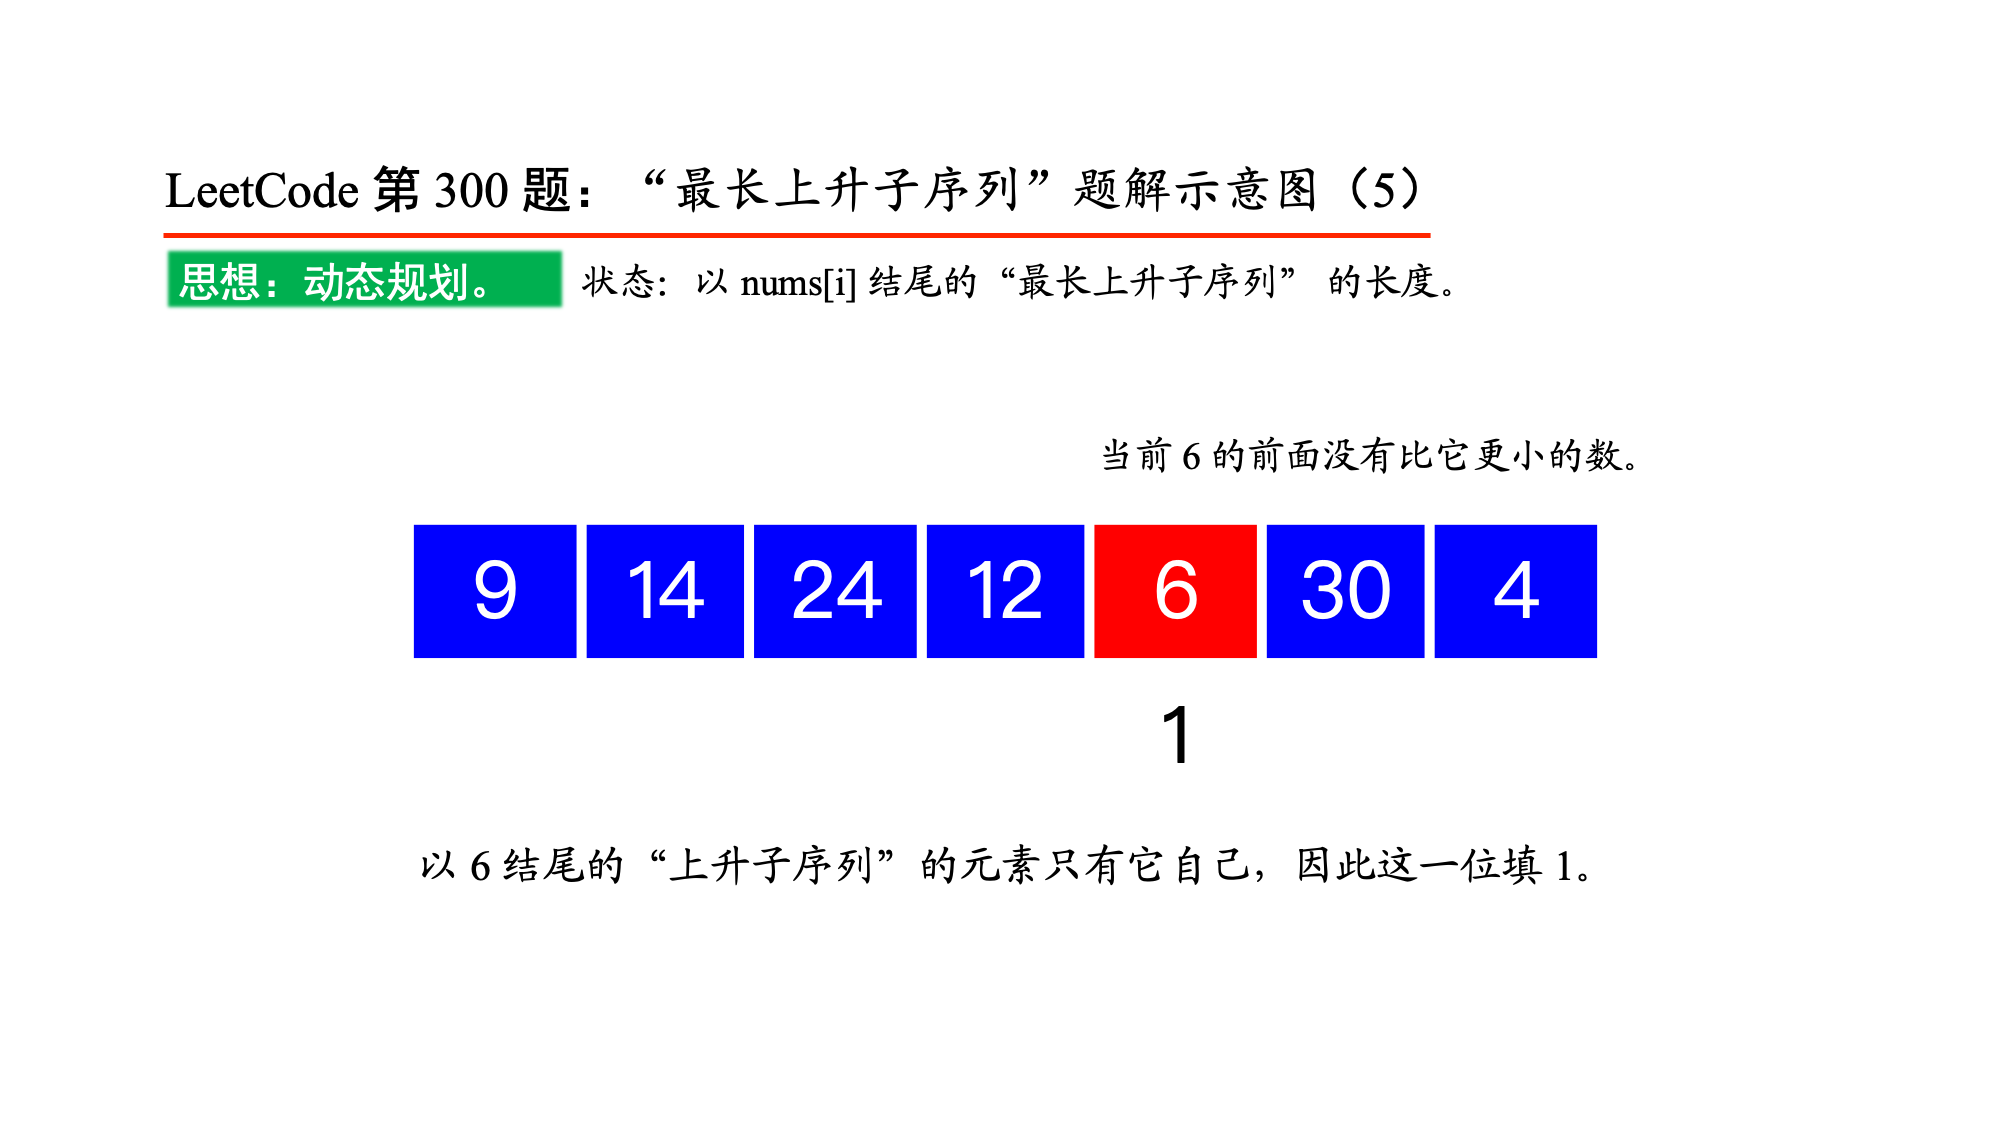 LeetCode 第 300 题：“最长上升子序列”题解示意图（5）
思想：动态规划。 状态：以 nums[i] 结尾的“最长上升子序列” 的长度。
当前 6 的前面没有比它更小的数。
9 14 24 12 6 30 4
1
以 6 结尾的“上升子序列”的元素只有它自己，因此这一位填 1。